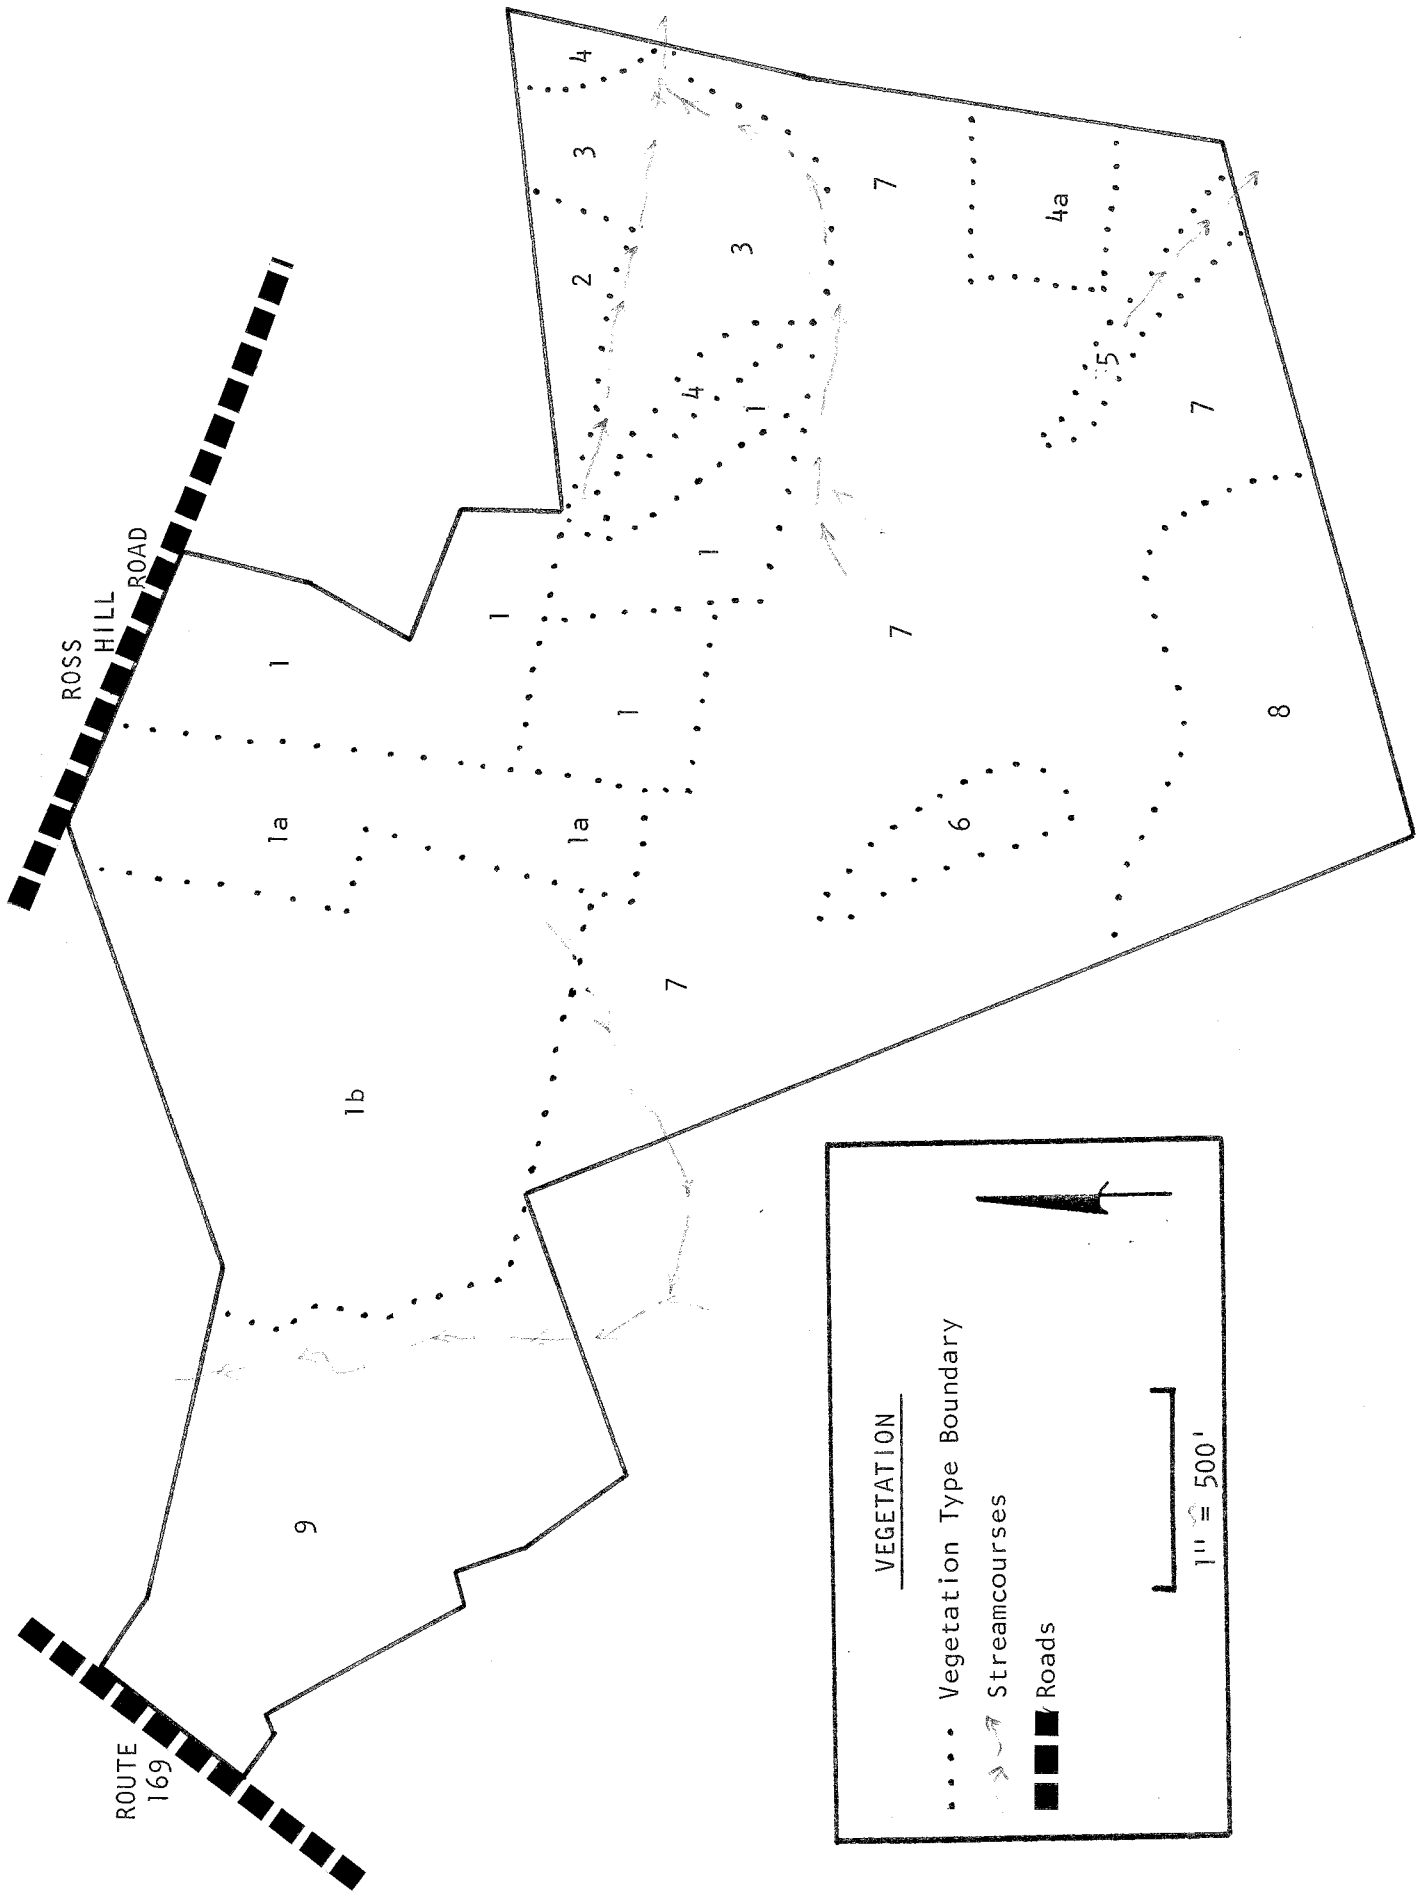 ROUTE
169
ROSS
HILL
ROAD
9
1b
1a
1
1
1a
2
3
4
1
7
1
4
1
3
7
7
6
4a
5
7
8
VEGETATION
Vegetation Type Boundary
Streamcourses
Roads
1" = 500'